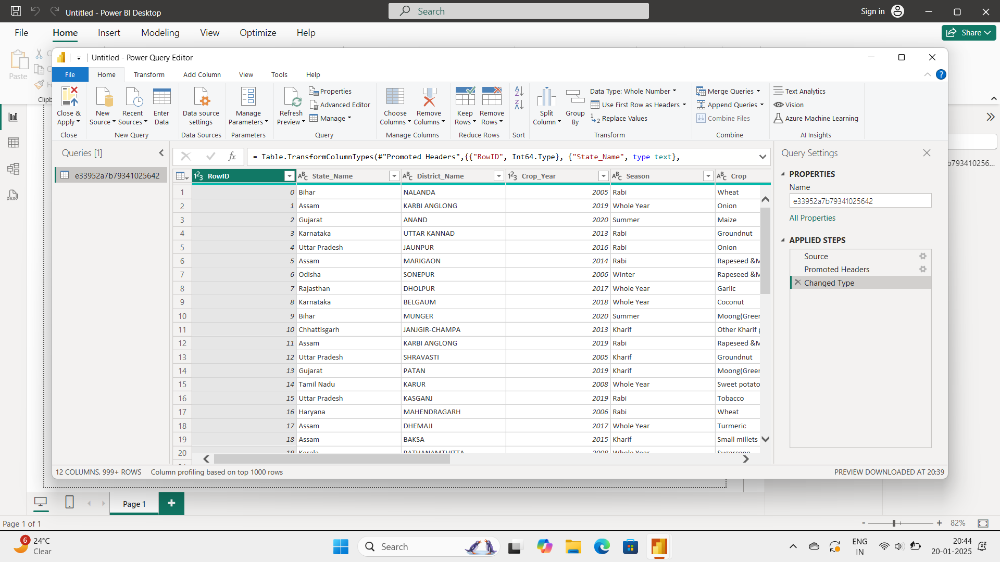 Untitled - Power BI Desktop
Search
Sign in
File
Home
Insert
Modeling
View
Optimize
Help
Share
Paste
Clipb
Untitled - Power Query Editor
File
Home
Transform
Add Column
View
Tools
Help
Close & Apply
New Source
Recent Sources
Enter Data
Data source settings
Manage Parameters
Refresh Preview
Properties
Advanced Editor
Manage
Choose Columns
Remove Columns
Keep Rows
Remove Rows
Split Column
Group By
Data Type: Whole Number
Use First Row as Headers
Replace Values
Merge Queries
Append Queries
Combine Files
Text Analytics
Vision
Azure Machine Learning
Close
New Query
Data Sources
Parameters
Query
Manage Columns
Reduce Rows
Sort
Transform
Combine
AI Insights
Queries [1]
e33952a7b79341025642
= Table.TransformColumnTypes(#"Promoted Headers",{{"RowID", Int64.Type}, {"State_Name", type text},
RowID State_Name District_Name Crop_Year Season Crop
1 0 Bihar NALANDA 2005 Rabi Wheat
2 1 Assam KARBI ANGLONG 2019 Whole Year Onion
3 2 Gujarat ANAND 2020 Summer Maize
4 3 Karnataka UTTAR KANNAD 2013 Rabi Groundnut
5 4 Uttar Pradesh JAUNPUR 2016 Rabi Onion
6 5 Assam MARIGAON 2014 Rabi Rapeseed &M
7 6 Odisha SONEPUR 2006 Winter Rapeseed &M
8 7 Rajasthan DHOLPUR 2017 Whole Year Garlic
9 8 Karnataka BELGAUM 2018 Whole Year Coconut
10 9 Bihar MUNGER 2020 Summer Moong(Green
11 10 Chhattisgarh JANJGIR-CHAMPA 2013 Kharif Other Kharif p
12 11 Assam KARBI ANGLONG 2019 Rabi Rapeseed &M
13 12 Uttar Pradesh SHRAVASTI 2005 Kharif Groundnut
14 13 Gujarat PATAN 2019 Kharif Moong(Green
15 14 Tamil Nadu KARUR 2008 Whole Year Sweet potato
16 15 Uttar Pradesh KASGANJ 2019 Rabi Tobacco
17 16 Haryana MAHENDRAGARH 2006 Rabi Wheat
18 17 Assam DHEMAJI 2017 Whole Year Turmeric
19 18 Assam BAKSA 2015 Kharif Small millets
20 19 Kerala PATHANAMTHITTA 2008 Whole Year Sugarcane
Query Settings
PROPERTIES
Name
e33952a7b79341025642
All Properties
APPLIED STEPS
Source
Promoted Headers
Changed Type
b793410256...
12 COLUMNS, 999+ ROWS
Column profiling based on top 1000 rows
PREVIEW DOWNLOADED AT 20:39
Page 1
Page 1 of 1
82%
6
24°C
Clear
Search
ENG
IN
20:44
20-01-2025